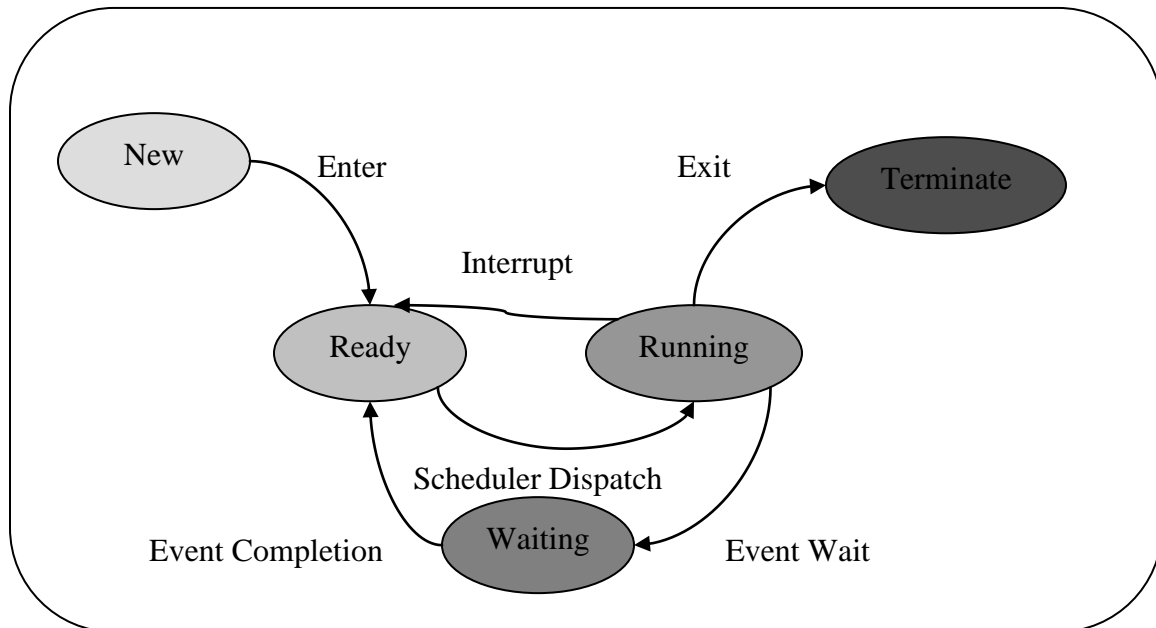 New
Enter
Exit
Terminate
Interrupt
Ready
Running
Scheduler Dispatch
Waiting
Event Completion
Event Wait